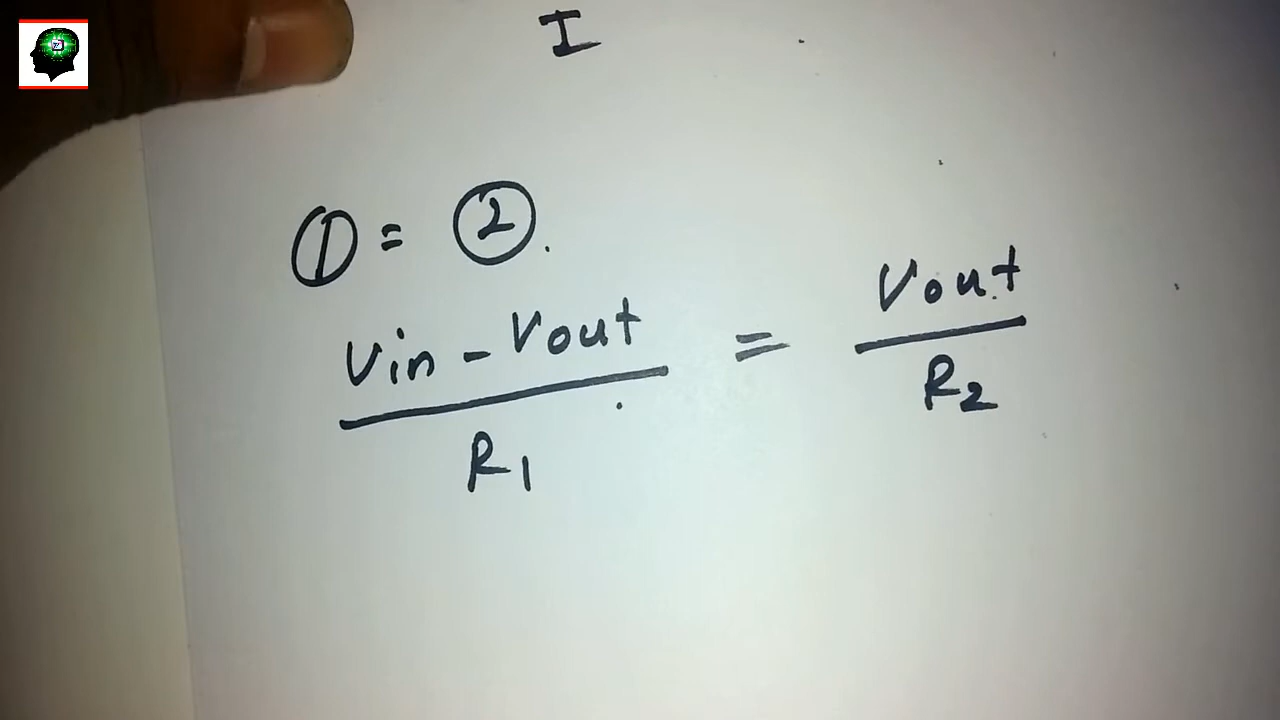 I
① = ②.
Vin - Vout / R1 = Vout / R2